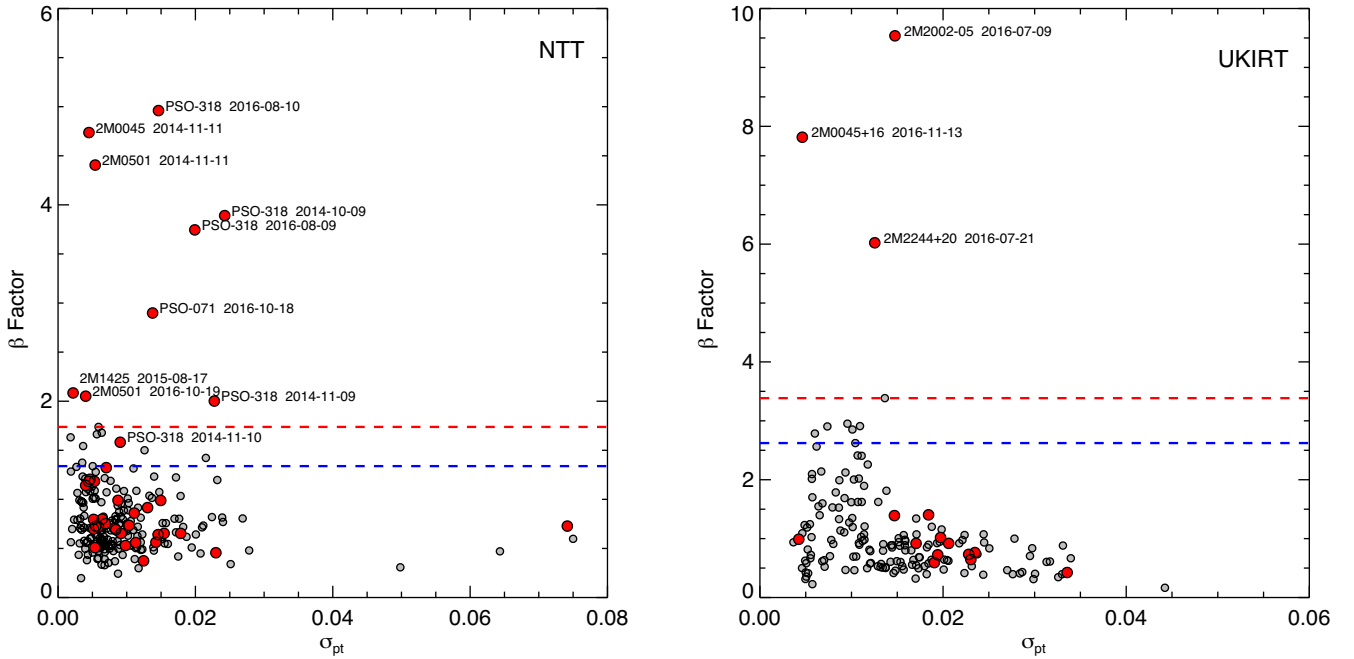 NTT
6
4
2
0
β Factor
PSO-318 2016-08-10
2M0045 2014-11-11
2M0501 2014-11-11
PSO-318 2014-10-09
PSO-318 2016-08-09
PSO-071 2016-10-18
2M1425 2015-08-17
2M0501 2016-10-19
PSO-318 2014-11-09
PSO-318 2014-11-10
0.00 0.02 0.04 0.06 0.08
σpt
UKIRT
10
8
6
4
2
0
β Factor
2M2002-05 2016-07-09
2M0045+16 2016-11-13
2M2244+20 2016-07-21
0.00 0.02 0.04 0.06
σpt